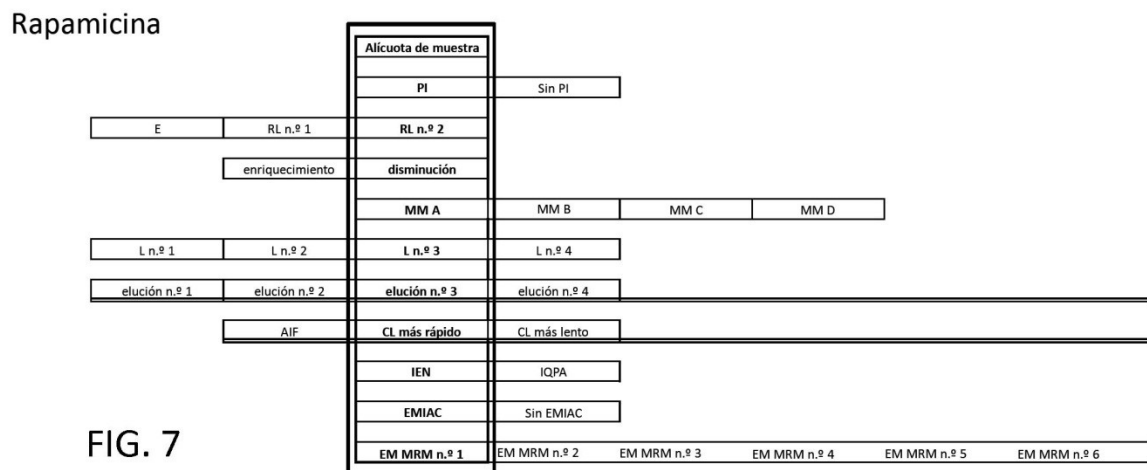 Rapamicina
Alícuota de muestra
PI Sin PI
E RL n.º 1 RL n.º 2
enriquecimiento disminución
MM A MM B MM C MM D
L n.º 1 L n.º 2 L n.º 3 L n.º 4
elución n.º 1 elución n.º 2 elución n.º 3 elución n.º 4
AIF CL más rápido CL más lento
IEN IQPA
EMIAC Sin EMIAC
FIG. 7
EM MRM n.º 1 EM MRM n.º 2 EM MRM n.º 3 EM MRM n.º 4 EM MRM n.º 5 EM MRM n.º 6